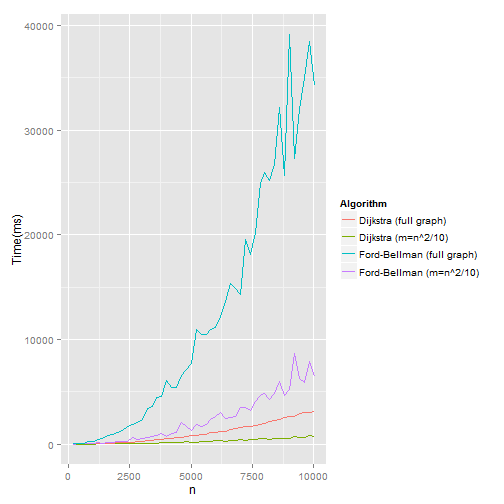 40000
30000
20000
10000
0
Time(ms)
0
2500
5000
7500
10000
n
Algorithm
Dijkstra (full graph)
Dijkstra (m=n^2/10)
Ford-Bellman (full graph)
Ford-Bellman (m=n^2/10)